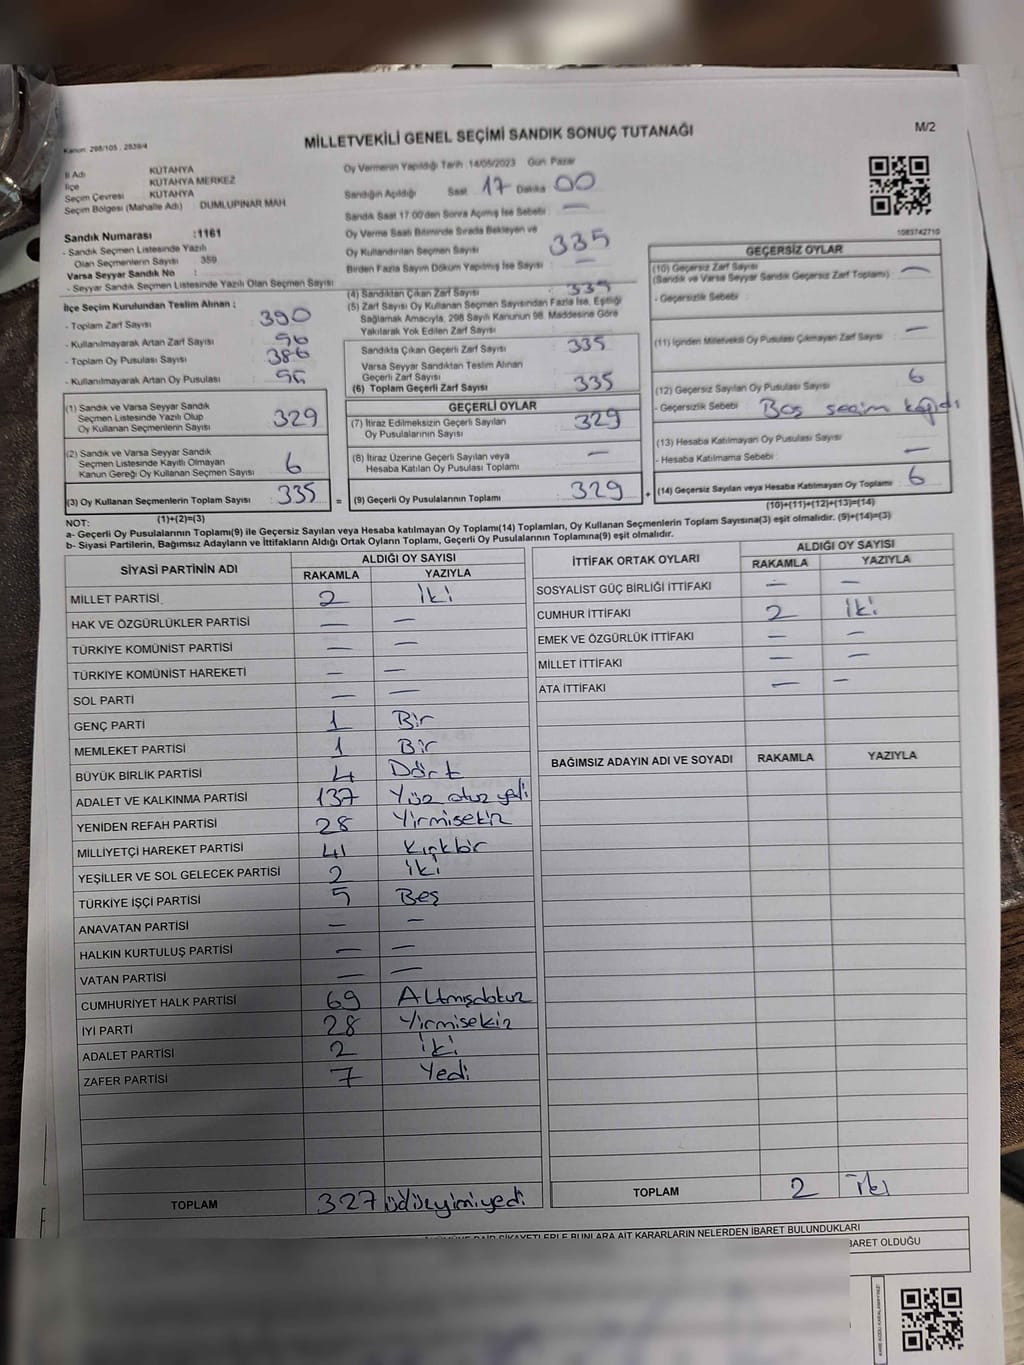 MİLLETVEKİLİ GENEL SEÇİMİ SANDIK SONUÇ TUTANAĞI
M/2
Kanun: 298/105 , 2839/4
İl Adı KÜTAHYA
İlçe KÜTAHYA MERKEZ
Seçim Çevresi KÜTAHYA
Seçim Bölgesi (Mahalle Adı) DUMLUPINAR MAH
Sandık Numarası :1161
- Sandık Seçmen Listesinde Yazılı
Olan Seçmenlerin Sayısı 359
Varsa Seyyar Sandık No :
- Seyyar Sandık Seçmen Listesinde Yazılı Olan Seçmen Sayısı
Oy Vermenin Yapıldığı Tarih :14/05/2023 Gün: Pazar
Sandığın Açıldığı Saat 17 Dakika 00
Sandık Saat 17:00'den Sonra Açılmış İse Sebebi : —
Oy Verme Saati Bitiminde Sırada Bekleyen ve
Oy Kullandırılan Seçmen Sayısı 335
Birden Fazla Sayım Döküm Yapılmış İse Sayısı : —
1083742710
İlçe Seçim Kurulundan Teslim Alınan ;
- Toplam Zarf Sayısı 390
- Kullanılmayarak Artan Zarf Sayısı
- Toplam Oy Pusulası Sayısı 386
- Kullanılmayarak Artan Oy Pusulası
(1) Sandık ve Varsa Seyyar Sandık
Seçmen Listesinde Yazılı Olup
Oy Kullanan Seçmenlerin Sayısı 329
(2) Sandık ve Varsa Seyyar Sandık
Seçmen Listesinde Kayıtlı Olmayan
Kanun Gereği Oy Kullanan Seçmen Sayısı 6
(3) Oy Kullanan Seçmenlerin Toplam Sayısı 335 =
(1)+(2)=(3)
(4) Sandıktan Çıkan Zarf Sayısı : 335
(5) Zarf Sayısı Oy Kullanan Seçmen Sayısından Fazla İse, Eşitliği
Sağlamak Amacıyla, 298 Sayılı Kanunun 98. Maddesine Göre
Yakılarak Yok Edilen Zarf Sayısı
Sandıkta Çıkan Geçerli Zarf Sayısı 335
Varsa Seyyar Sandıktan Teslim Alınan
Geçerli Zarf Sayısı
(6) Toplam Geçerli Zarf Sayısı 335
GEÇERLİ OYLAR
(7) İtiraz Edilmeksizin Geçerli Sayılan
Oy Pusulalarının Sayısı 329
(8) İtiraz Üzerine Geçerli Sayılan veya
Hesaba Katılan Oy Pusulası Toplamı —
(9) Geçerli Oy Pusulalarının Toplamı 329 +
GEÇERSİZ OYLAR
(10) Geçersiz Zarf Sayısı
(Sandık ve Varsa Seyyar Sandık Geçersiz Zarf Toplamı) —
- Geçersizlik Sebebi :
(11) İçinden Milletvekili Oy Pusulası Çıkmayan Zarf Sayısı —
(12) Geçersiz Sayılan Oy Pusulası Sayısı 6
- Geçersizlik Sebebi Boş seçim kağıdı
(13) Hesaba Katılmayan Oy Pusulası Sayısı —
- Hesaba Katılmama Sebebi :
(14) Geçersiz Sayılan veya Hesaba Katılmayan Oy Toplamı 6
(10)+(11)+(12)+(13)=(14)
NOT:
a- Geçerli Oy Pusulalarının Toplamı(9) ile Geçersiz Sayılan veya Hesaba katılmayan Oy Toplamı(14) Toplamları, Oy Kullanan Seçmenlerin Toplam Sayısına(3) eşit olmalıdır. (9)+(14)=(3)
b- Siyasi Partilerin, Bağımsız Adayların ve İttifakların Aldığı Ortak Oyların Toplamı, Geçerli Oy Pusulalarının Toplamına(9) eşit olmalıdır.
SİYASİ PARTİNİN ADI ALDIĞI OY SAYISI
RAKAMLA YAZIYLA
MİLLET PARTİSİ 2 İki
HAK VE ÖZGÜRLÜKLER PARTİSİ — —
TÜRKİYE KOMÜNİST PARTİSİ — —
TÜRKİYE KOMÜNİST HAREKETİ — —
SOL PARTİ — —
GENÇ PARTİ 1 Bir
MEMLEKET PARTİSİ 1 Bir
BÜYÜK BİRLİK PARTİSİ 4 Dört
ADALET VE KALKINMA PARTİSİ 137 Yüz otuz yedi
YENİDEN REFAH PARTİSİ 28 Yirmisekiz
MİLLİYETÇİ HAREKET PARTİSİ 41 Kırkbir
YEŞİLLER VE SOL GELECEK PARTİSİ 2 İki
TÜRKİYE İŞÇİ PARTİSİ 5 Beş
ANAVATAN PARTİSİ — —
HALKIN KURTULUŞ PARTİSİ — —
VATAN PARTİSİ — —
CUMHURİYET HALK PARTİSİ 69 Altmışdokuz
İYİ PARTİ 28 Yirmisekiz
ADALET PARTİSİ 2 İki
ZAFER PARTİSİ 7 Yedi
TOPLAM 327
İTTİFAK ORTAK OYLARI ALDIĞI OY SAYISI
RAKAMLA YAZIYLA
SOSYALİST GÜÇ BİRLİĞİ İTTİFAKI — —
CUMHUR İTTİFAKI 2 İki
EMEK VE ÖZGÜRLÜK İTTİFAKI — —
MİLLET İTTİFAKI — —
ATA İTTİFAKI — —
BAĞIMSIZ ADAYIN ADI VE SOYADI RAKAMLA YAZIYLA
TOPLAM 2 İki
ŞİKAYETLERLE BUNLARA AİT KARARLARIN NELERDEN İBARET BULUNDUKLARI
BARET OLDUĞU